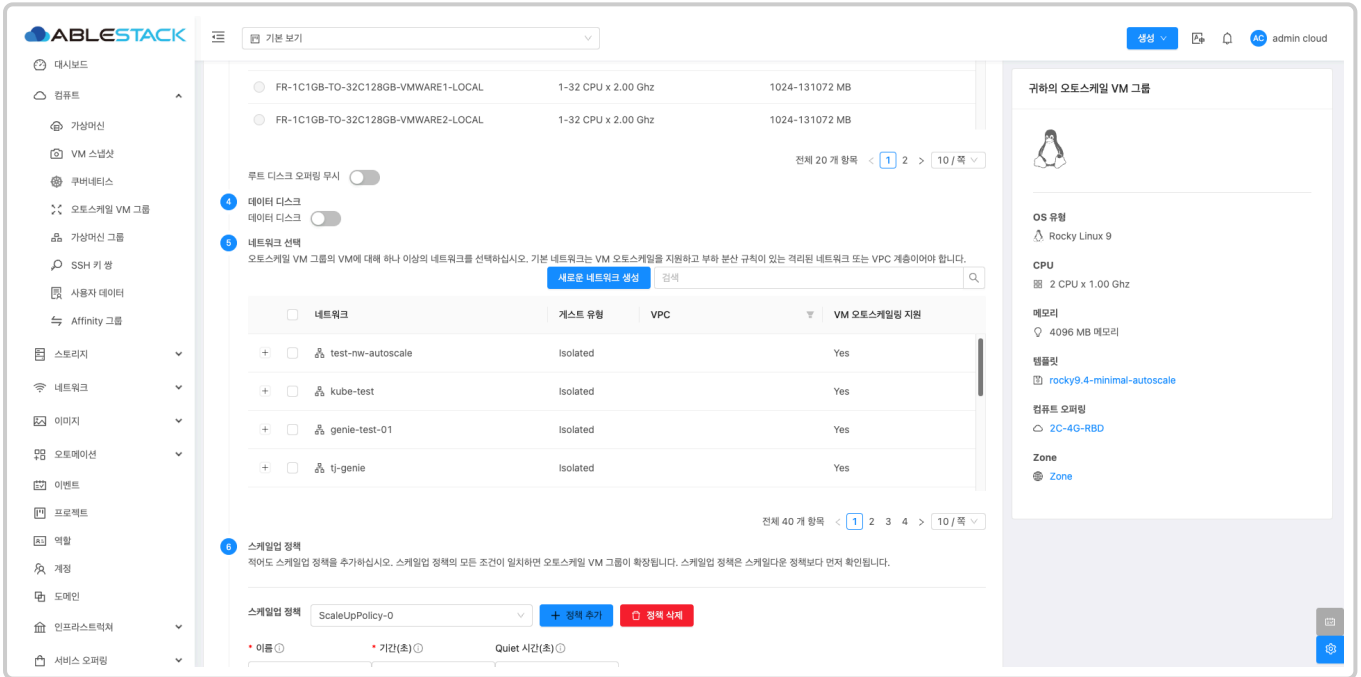 ABLESTACK
기본 보기
생성
AC admin cloud
대시보드
컴퓨트
가상머신
VM 스냅샷
쿠버네티스
오토스케일 VM 그룹
가상머신 그룹
SSH 키 쌍
사용자 데이터
Affinity 그룹
스토리지
네트워크
이미지
오토메이션
이벤트
프로젝트
역할
계정
도메인
인프라스트럭쳐
서비스 오퍼링
FR-1C1GB-TO-32C128GB-VMWARE1-LOCAL 1-32 CPU x 2.00 Ghz 1024-131072 MB
FR-1C1GB-TO-32C128GB-VMWARE2-LOCAL 1-32 CPU x 2.00 Ghz 1024-131072 MB
전체 20 개 항목 < 1 2 > 10 / 쪽
루트 디스크 오퍼링 무시
4 데이터 디스크
데이터 디스크
5 네트워크 선택
오토스케일 VM 그룹의 VM에 대해 하나 이상의 네트워크를 선택하십시오. 기본 네트워크는 VM 오토스케일을 지원하고 부하 분산 규칙이 있는 격리된 네트워크 또는 VPC 계층이어야 합니다.
새로운 네트워크 생성 검색
네트워크 게스트 유형 VPC VM 오토스케일링 지원
+ test-nw-autoscale Isolated Yes
+ kube-test Isolated Yes
+ genie-test-01 Isolated Yes
+ tj-genie Isolated Yes
전체 40 개 항목 < 1 2 3 4 > 10 / 쪽
6 스케일업 정책
적어도 스케일업 정책을 추가하십시오. 스케일업 정책의 모든 조건이 일치하면 오토스케일 VM 그룹이 확장됩니다. 스케일업 정책은 스케일다운 정책보다 먼저 확인됩니다.
스케일업 정책 ScaleUpPolicy-0 + 정책 추가 정책 삭제
* 이름 * 기간(초) Quiet 시간(초)
귀하의 오토스케일 VM 그룹
OS 유형
Rocky Linux 9
CPU
2 CPU x 1.00 Ghz
메모리
4096 MB 메모리
템플릿
rocky9.4-minimal-autoscale
컴퓨트 오퍼링
2C-4G-RBD
Zone
Zone